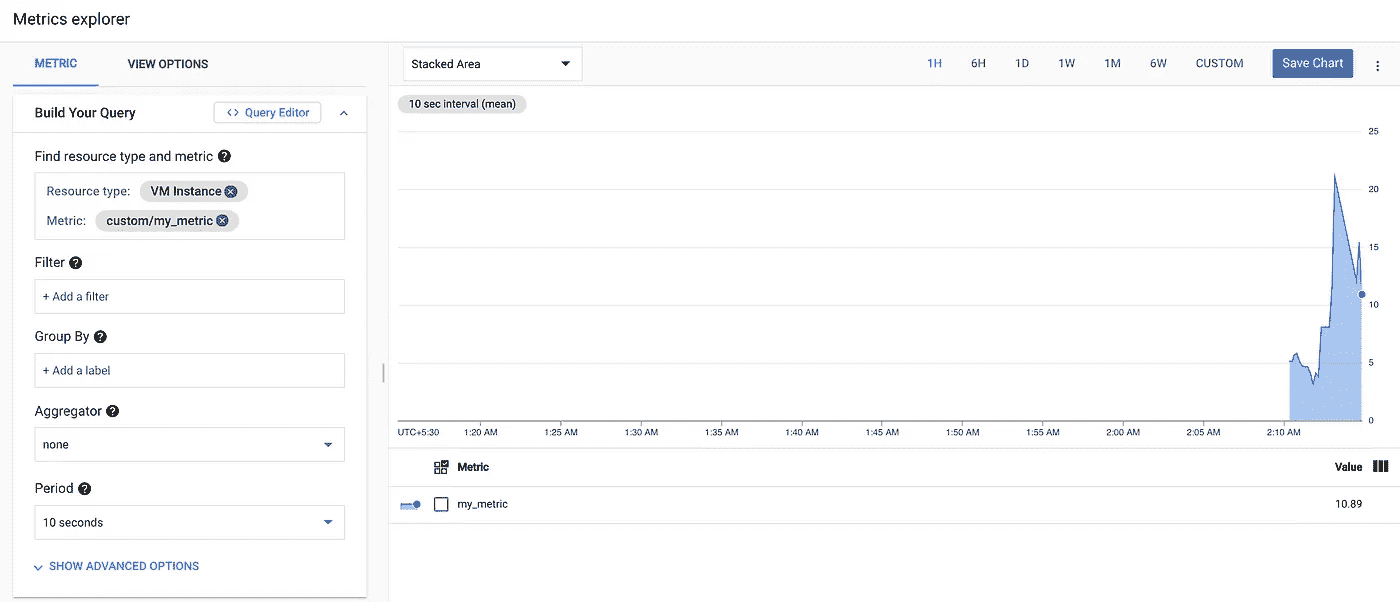 Metrics explorer
METRIC
VIEW OPTIONS
Build Your Query
<> Query Editor
Find resource type and metric ?
Resource type: VM Instance
Metric: custom/my_metric
Filter ?
+ Add a filter
Group By ?
+ Add a label
Aggregator ?
none
Period ?
10 seconds
SHOW ADVANCED OPTIONS
Stacked Area
1H 6H 1D 1W 1M 6W CUSTOM Save Chart
10 sec interval (mean)
25
20
15
10
5
0
UTC+5:30 1:20 AM 1:25 AM 1:30 AM 1:35 AM 1:40 AM 1:45 AM 1:50 AM 1:55 AM 2:00 AM 2:05 AM 2:10 AM
Metric Value
my_metric 10.89